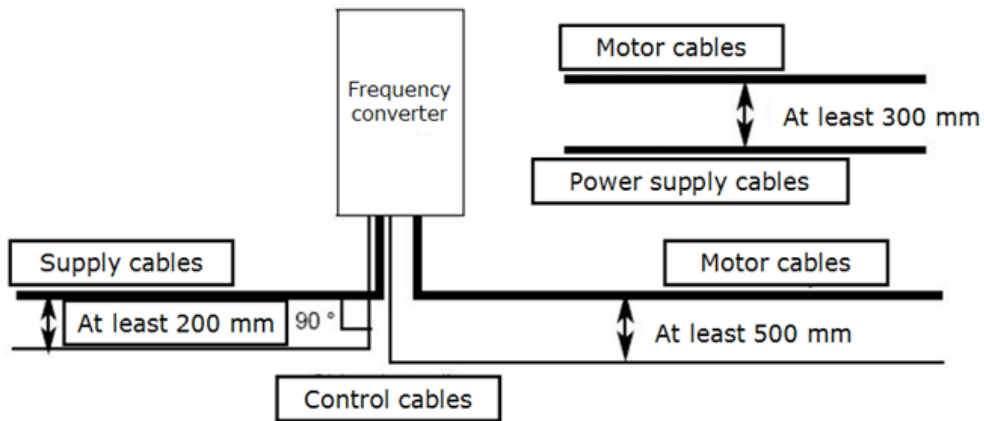 Motor cables
Frequency
converter
At least 300 mm
Power supply cables
Supply cables
Motor cables
At least 200 mm
90 °
At least 500 mm
Control cables